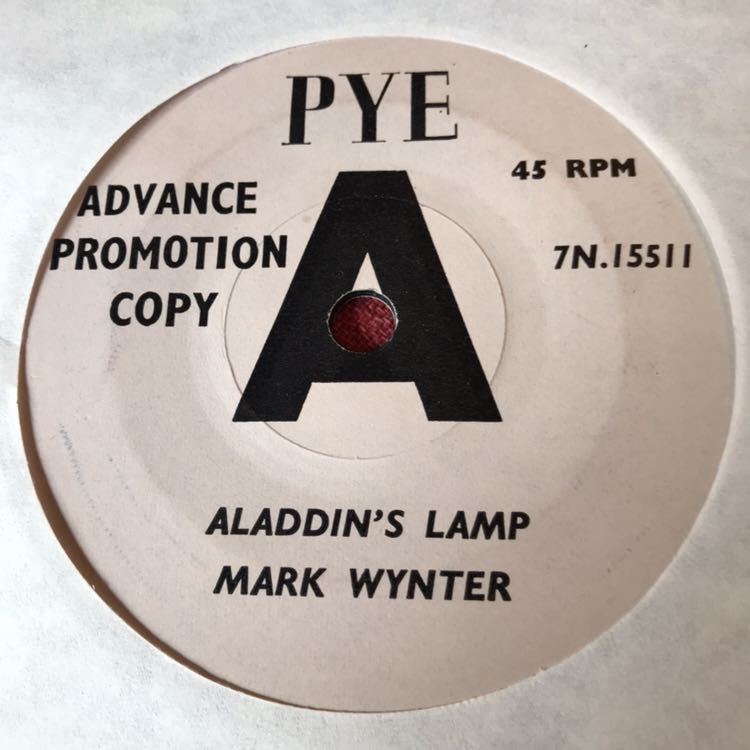 PYE
45 RPM
ADVANCE
PROMOTION
COPY
7N.15511
A
ALADDIN'S LAMP
MARK WYNTER